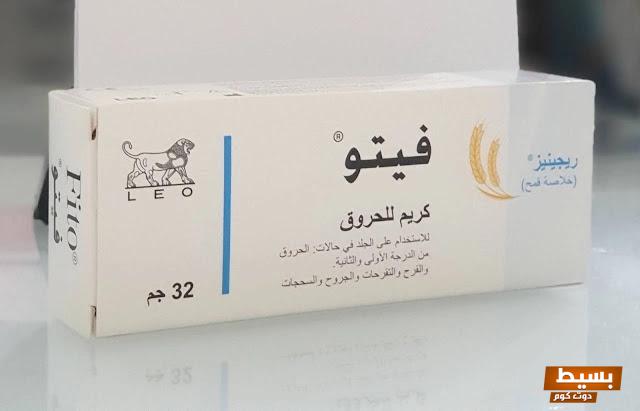 فيتو®
كريم للحروق
للاستخدام على الجلد في حالات: الحروق
من الدرجة الأولى والثانية.
والقرح والتقرحات والجروح والسحجات
ريجينيز®
(خلاصة قمح)
LEO
32 جم
Fito®
فيتو®
بسيط
دوت كوم